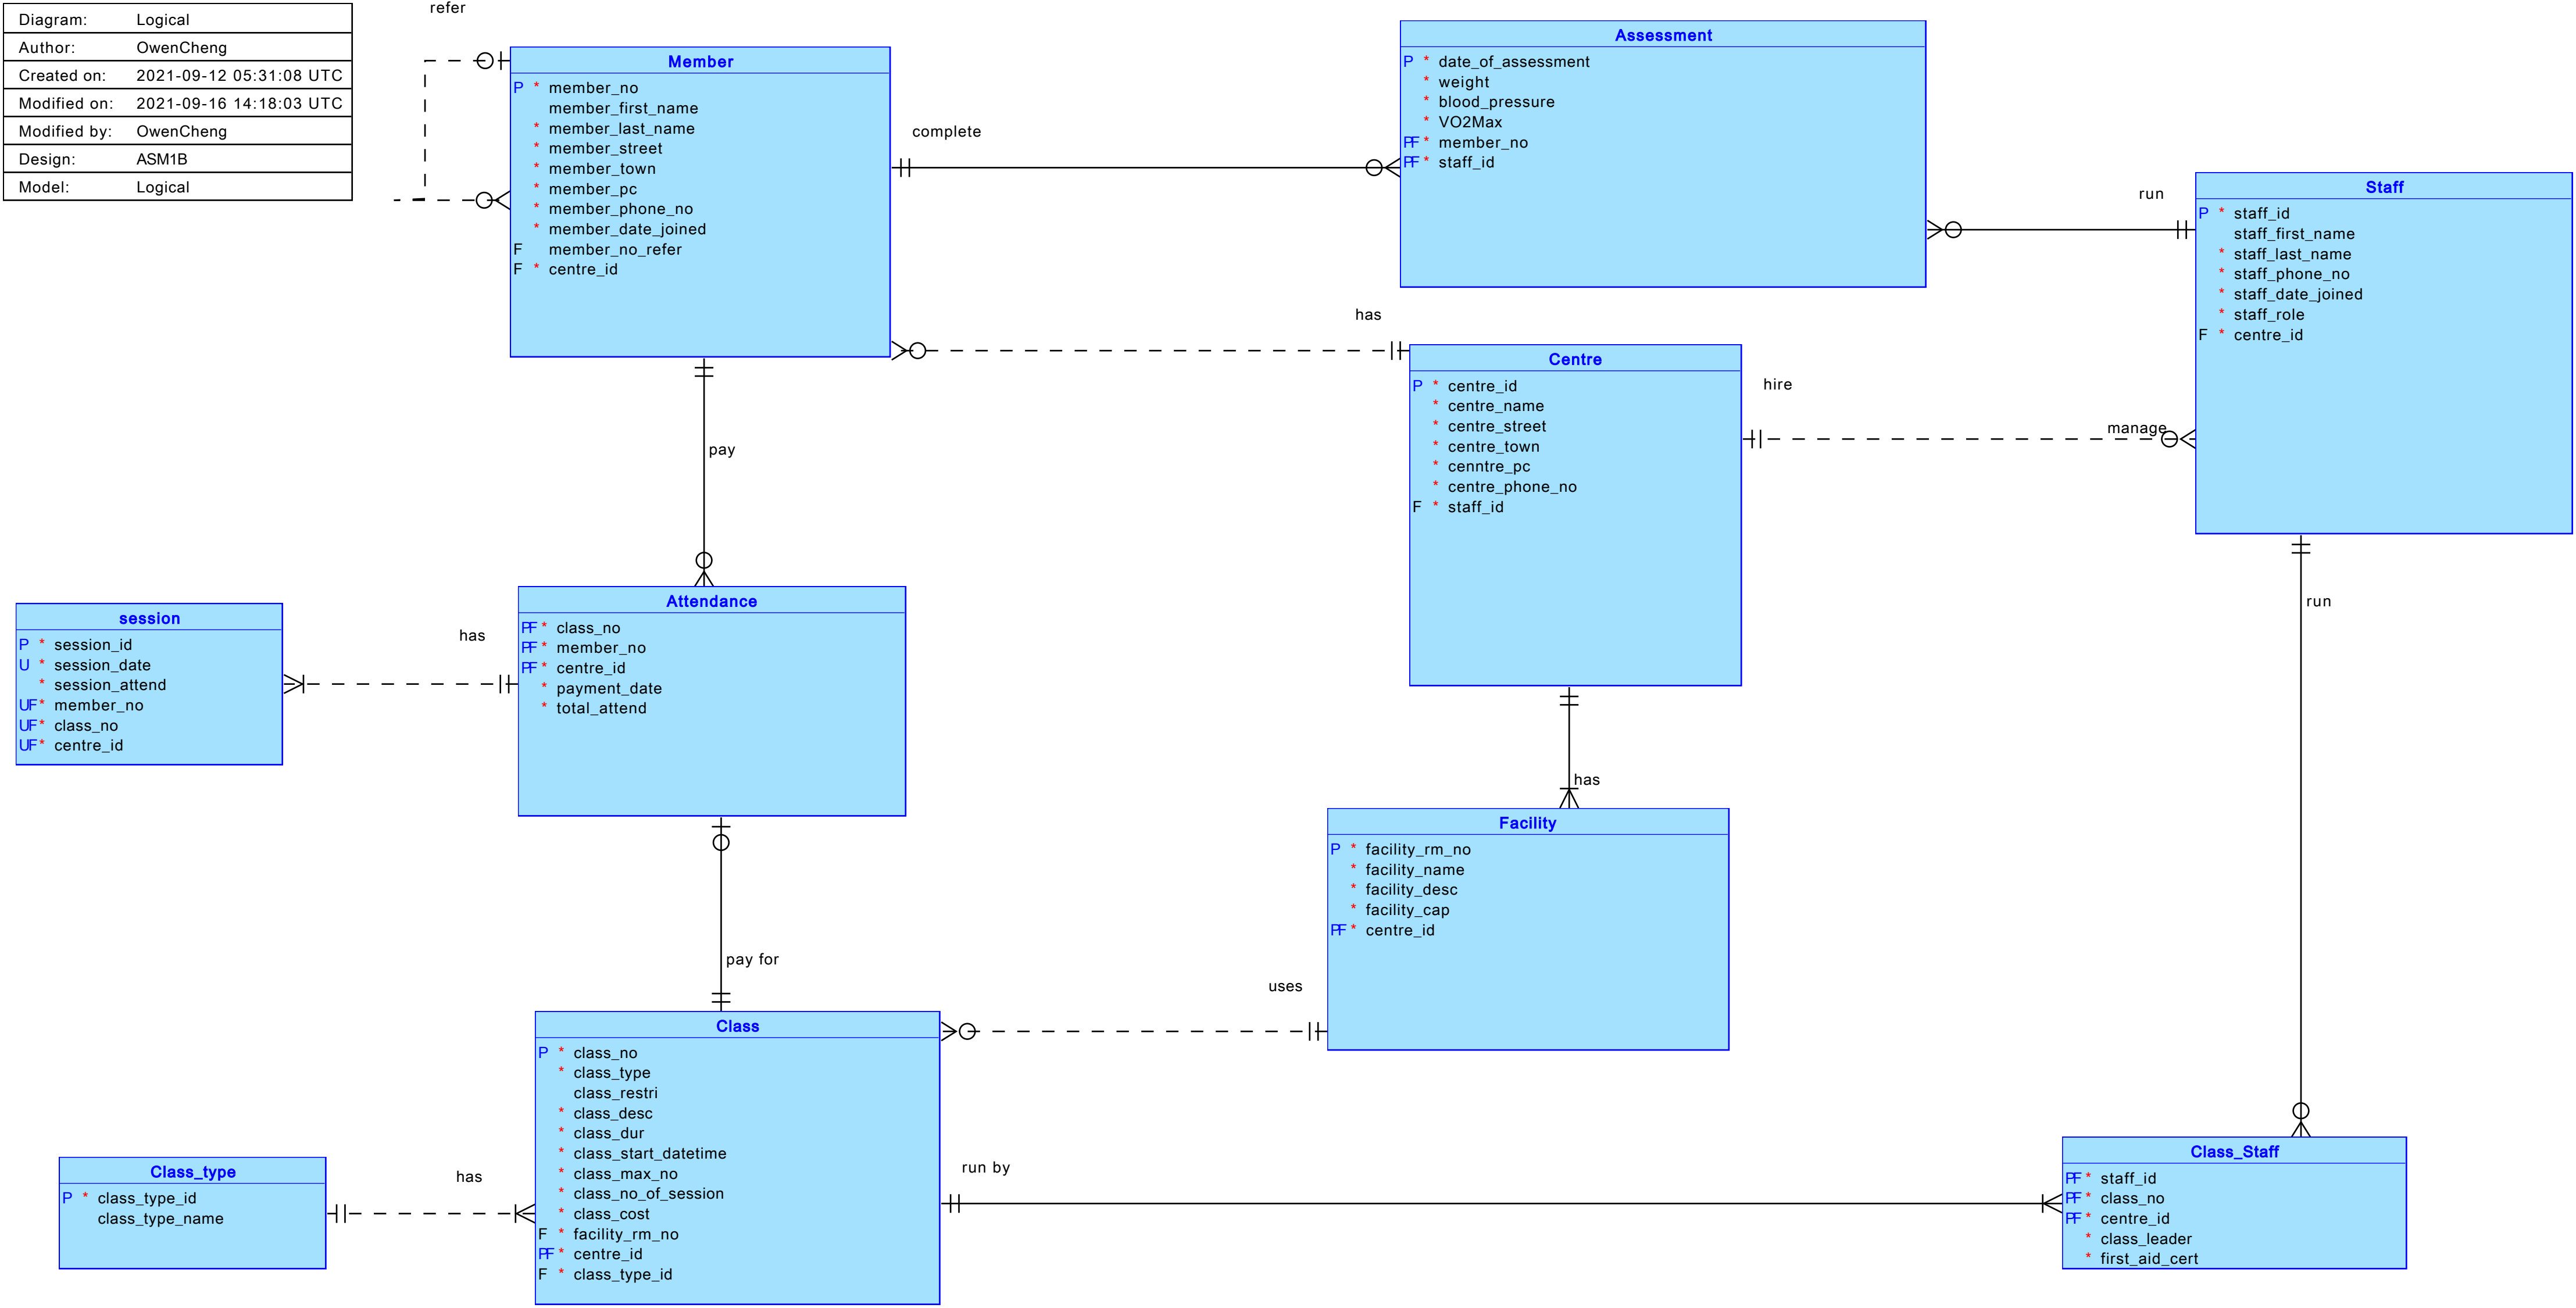 Diagram: Logical
Author: OwenCheng
Created on: 2021-09-12 05:31:08 UTC
Modified on: 2021-09-16 14:18:03 UTC
Modified by: OwenCheng
Design: ASM1B
Model: Logical
refer
Member
P * member_no
member_first_name
* member_last_name
* member_street
* member_town
* member_pc
* member_phone_no
* member_date_joined
F member_no_refer
F * centre_id
complete
Assessment
P * date_of_assessment
* weight
* blood_pressure
* VO2Max
PF * member_no
PF * staff_id
run
Staff
P * staff_id
staff_first_name
* staff_last_name
* staff_phone_no
* staff_date_joined
* staff_role
F * centre_id
has
Centre
P * centre_id
* centre_name
* centre_street
* centre_town
* cenntre_pc
* centre_phone_no
F * staff_id
hire
manage
pay
run
session
P * session_id
U * session_date
* session_attend
UF * member_no
UF * class_no
UF * centre_id
has
Attendance
PF * class_no
PF * member_no
PF * centre_id
* payment_date
* total_attend
has
Facility
P * facility_rm_no
* facility_name
* facility_desc
* facility_cap
PF * centre_id
pay for
uses
Class
P * class_no
* class_type
class_restri
* class_desc
* class_dur
* class_start_datetime
* class_max_no
* class_no_of_session
* class_cost
F * facility_rm_no
PF * centre_id
F * class_type_id
Class_type
P * class_type_id
class_type_name
has
run by
Class_Staff
PF * staff_id
PF * class_no
PF * centre_id
* class_leader
* first_aid_cert